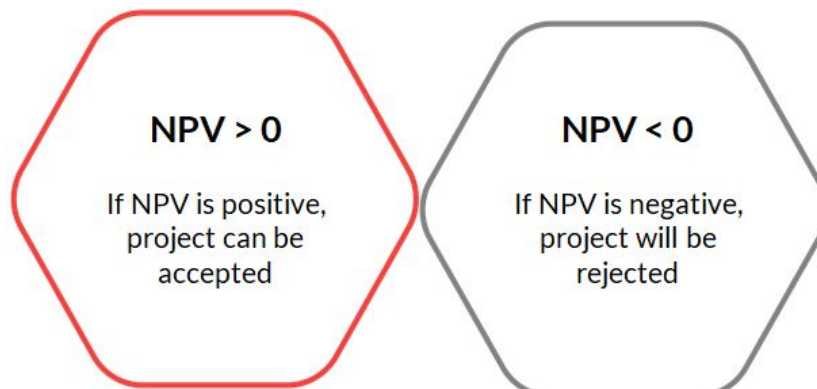 NPV > 0
If NPV is positive,
project can be
accepted
NPV < 0
If NPV is negative,
project will be
rejected